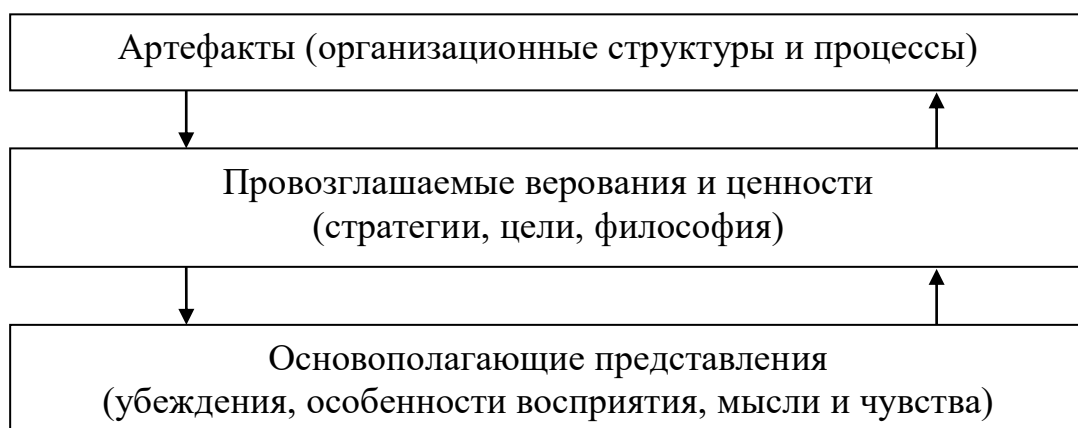 Артефакты (организационные структуры и процессы)
Провозглашаемые верования и ценности
(стратегии, цели, философия)
Основополагающие представления
(убеждения, особенности восприятия, мысли и чувства)